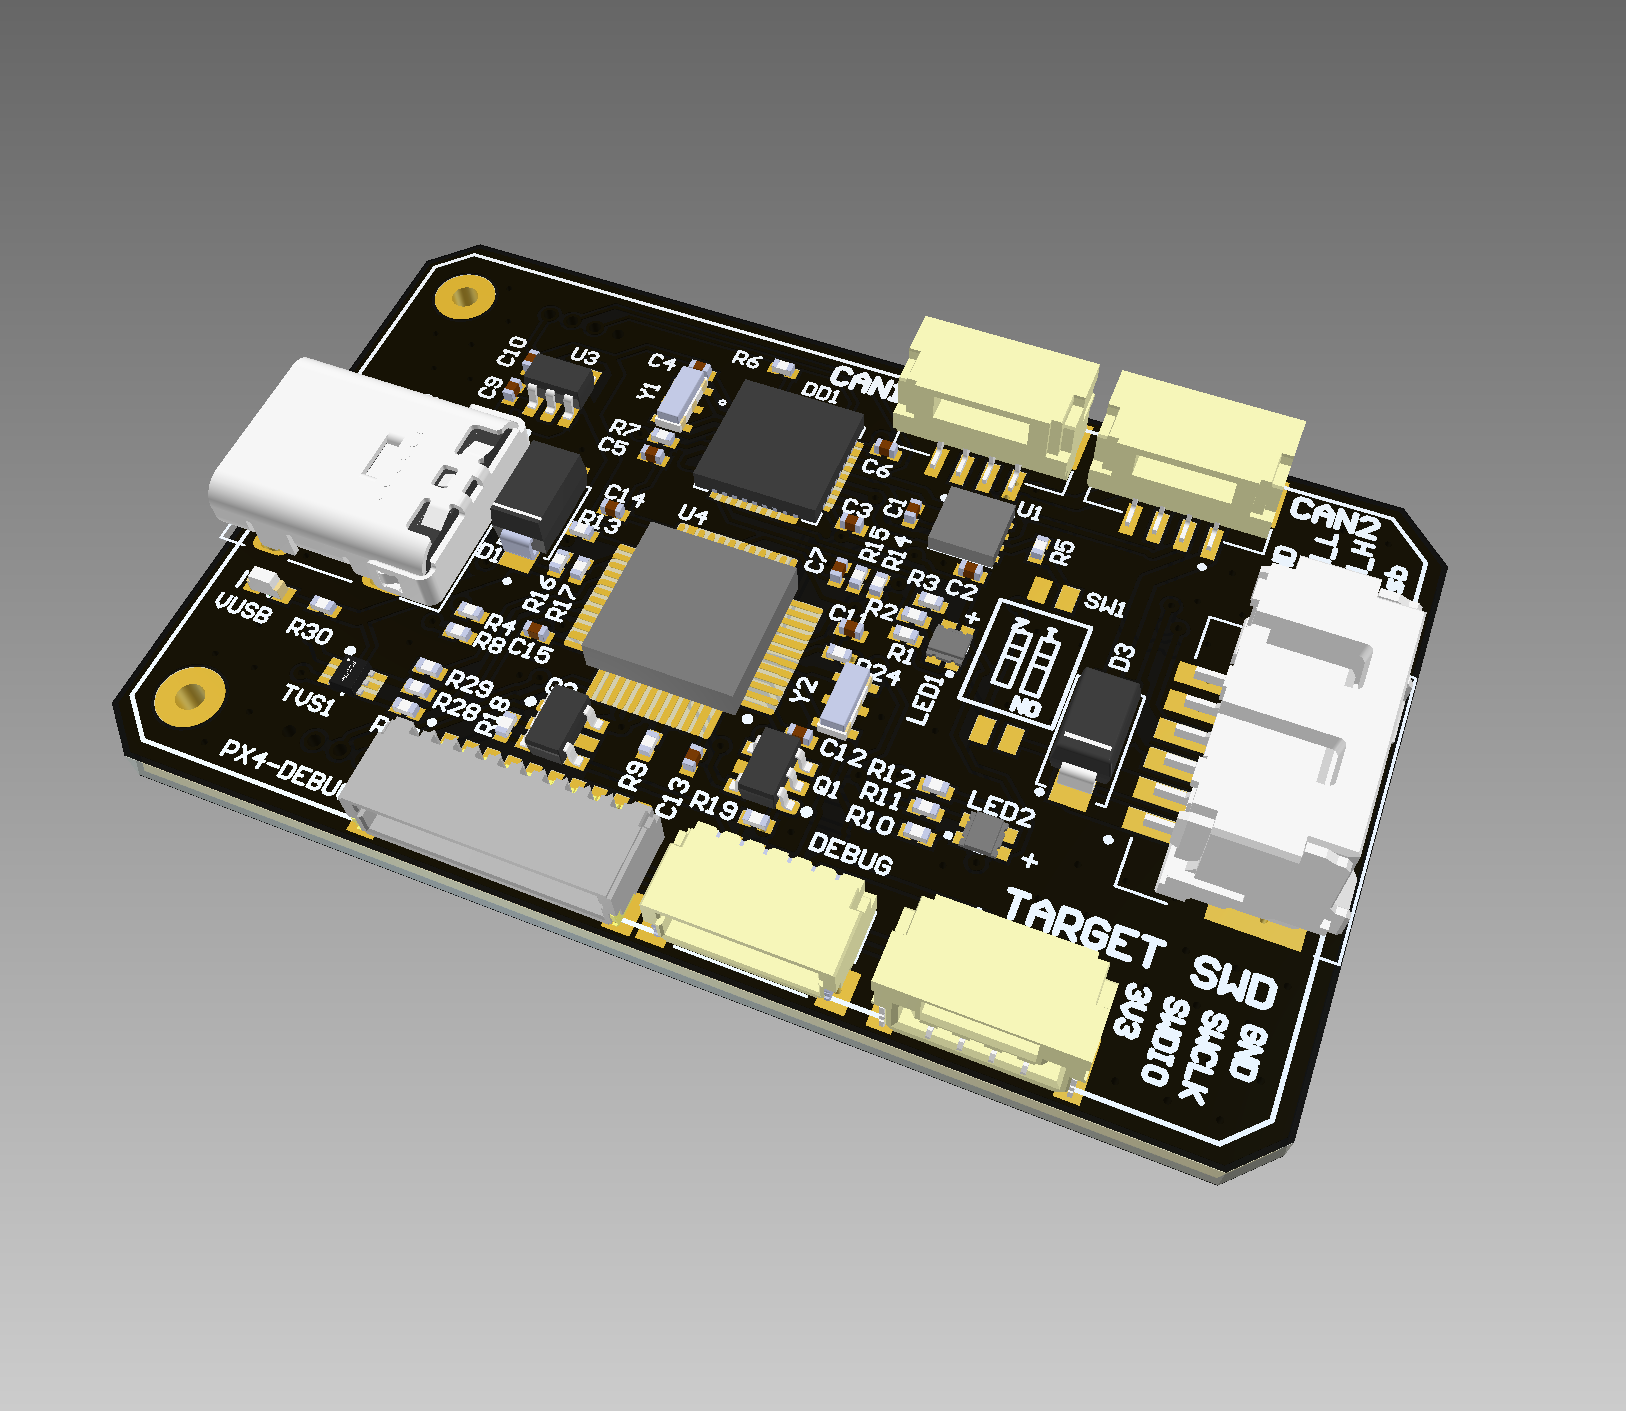 C10
U3
C9
C4
Y1
R6
DD1
CAN1
R7
C5
C6
C14
R13
D1
U4
C3
C1
U1
R5
C7
R15
R14
R3
C2
SW1
CAN2
R16
R17
VUSB
R30
R4
R8
C15
C11
R2
R1
LED1
+
2
1
ON
D3
TVS1
R29
R28
R18
Y2
C12
Q1
R9
C13
R19
R12
R11
R10
LED2
+
PX4-DEBUG
DEBUG
TARGET SWD
3V3
SWDIO
SWCLK
GND